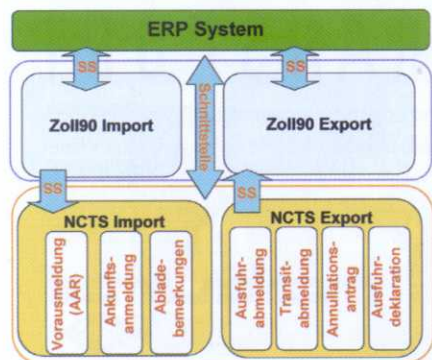 ERP System
SS
SS
Schnittstelle
Zoll90 Import
Zoll90 Export
SS
SS
NCTS Import
NCTS Export
Vorausmeldung
(AAR)
Ankunfts-
anmeldung
Ablade-
bemerkungen
Ausfuhr-
abmeldung
Transit-
abmeldung
Annullations-
antrag
Ausfuhr-
deklaration